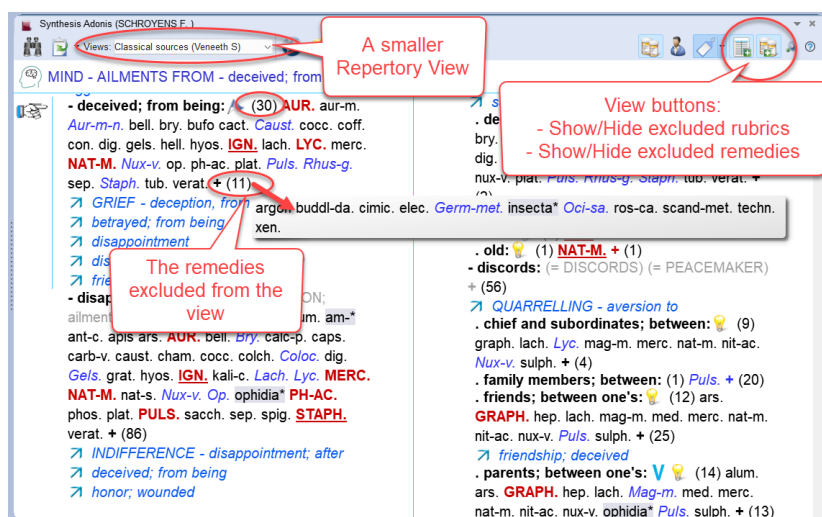 Synthesis Adonis (SCHROYENS F. )
Views: Classical sources (Veneeth S)
A smaller
Repertory View
MIND - AILMENTS FROM - deceived; from
- deceived; from being: (30) AUR. aur-m.
Aur-m-n. bell. bry. bufo cact. Caust. cocc. coff.
con. dig. gels. hell. hyos. IGN. lach. LYC. merc.
NAT-M. Nux-v. op. ph-ac. plat. Puls. Rhus-g.
sep. Staph. tub. verat. + (11)
GRIEF - deception, from
betrayed; from being
disappointment
The remedies
excluded from the
view
- disap
ailment
um. am-*
ant-c. apis ars. AUR. bell. Bry. calc-p. caps.
carb-v. caust. cham. cocc. colch. Coloc. dig.
Gels. grat. hyos. IGN. kali-c. Lach. Lyc. MERC.
NAT-M. nat-s. Nux-v. Op. ophidia* PH-AC.
phos. plat. PULS. sacch. sep. spig. STAPH.
verat. + (86)
INDIFFERENCE - disappointment; after
deceived; from being
honor; wounded
View buttons:
- Show/Hide excluded rubrics
- Show/Hide excluded remedies
bry.
dig.
nux-v. plat. Puls. Rhus-g. Staph. tub. verat. +
argon buddl-da. cimic. elec. Germ-met. insecta* Oci-sa. ros-ca. scand-met. techn.
xen.
. old: (1) NAT-M. + (1)
- discords: (= DISCORDS) (= PEACEMAKER)
+ (56)
QUARRELLING - aversion to
. chief and subordinates; between: (9)
graph. lach. Lyc. mag-m. merc. nat-m. nit-ac.
Nux-v. sulph. + (4)
. family members; between: (1) Puls. + (20)
. friends; between one's: (12) ars.
GRAPH. hep. lach. mag-m. med. merc. nat-m.
nit-ac. nux-v. Puls. sulph. + (25)
friendship; deceived
. parents; between one's: V (14) alum.
ars. GRAPH. hep. lach. Mag-m. med. merc.
nat-m. nit-ac. nux-v. ophidia* Puls. sulph. + (13)